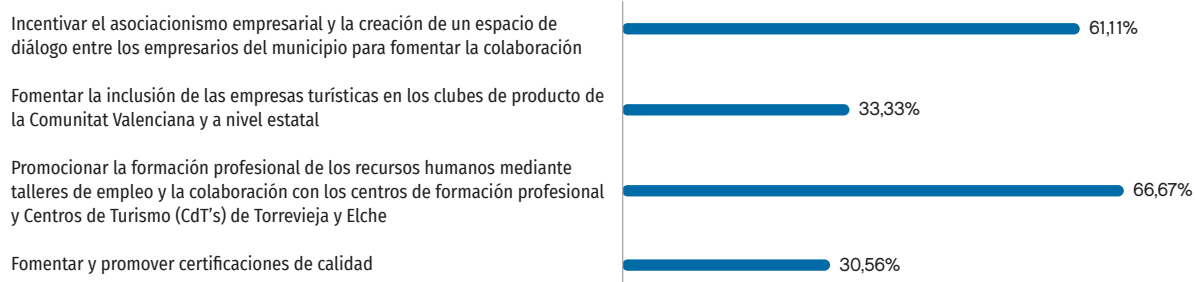 Incentivar el asociacionismo empresarial y la creación de un espacio de
diálogo entre los empresarios del municipio para fomentar la colaboración
61,11%
Fomentar la inclusión de las empresas turísticas en los clubes de producto de
la Comunitat Valenciana y a nivel estatal
33,33%
Promocionar la formación profesional de los recursos humanos mediante
talleres de empleo y la colaboración con los centros de formación profesional
y Centros de Turismo (CdT’s) de Torrevieja y Elche
66,67%
Fomentar y promover certificaciones de calidad
30,56%